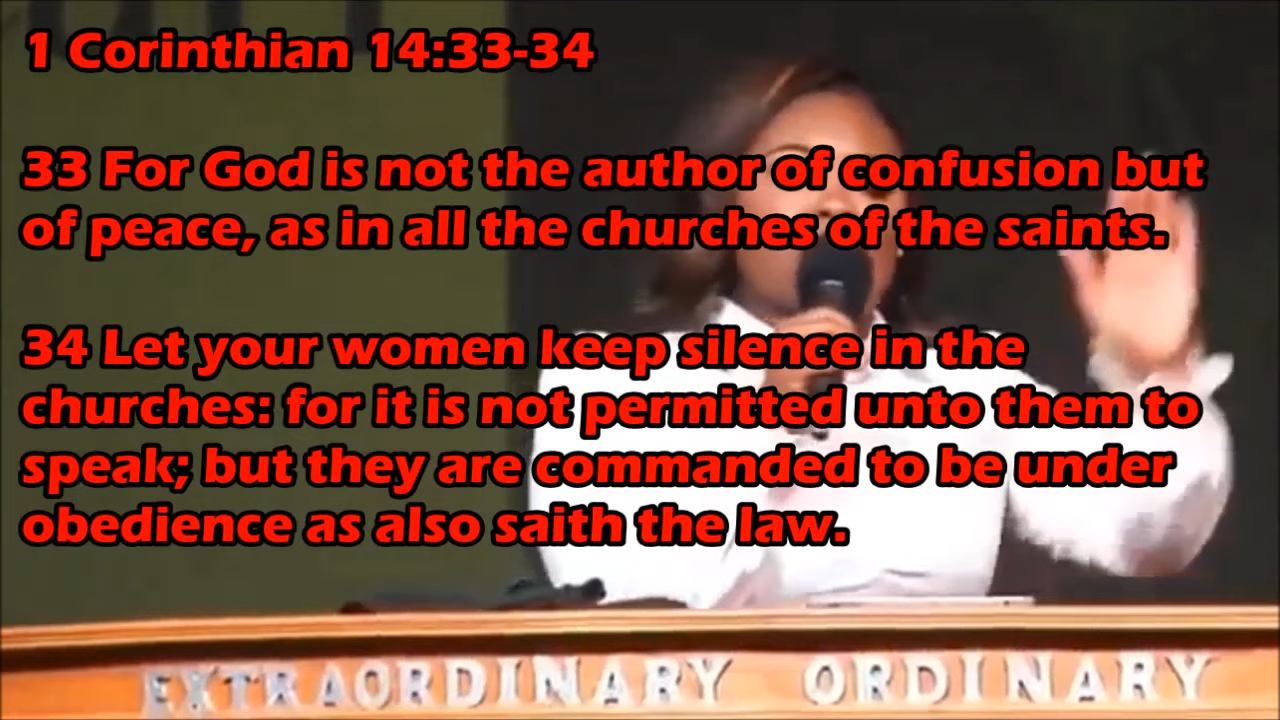 1 Corinthian 14:33-34
33 For God is not the author of confusion but
of peace, as in all the churches of the saints.
34 Let your women keep silence in the
churches: for it is not permitted unto them to
speak; but they are commanded to be under
obedience as also saith the law.
EXTRAORDINARY ORDINARY